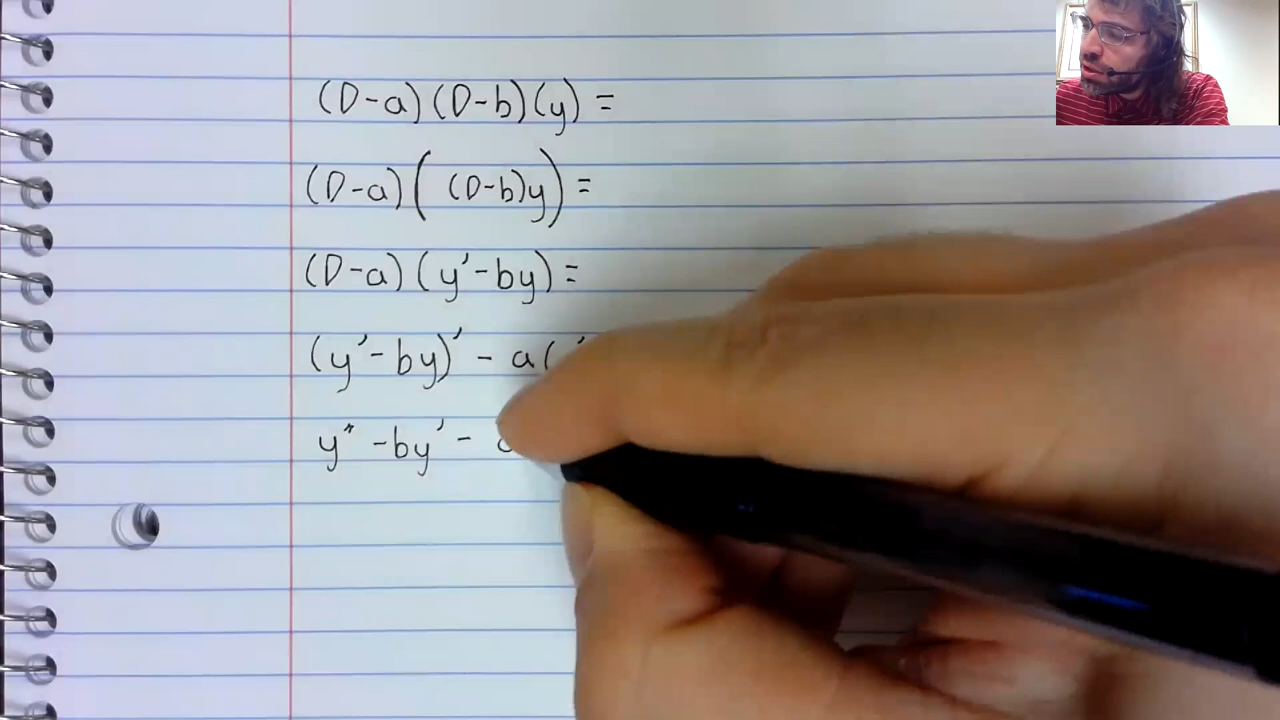 (D-a)(D-b)(y) =
(D-a)( (D-b)y) =
(D-a)(y'-by) =
(y'-by)' - a(
y" - by' -